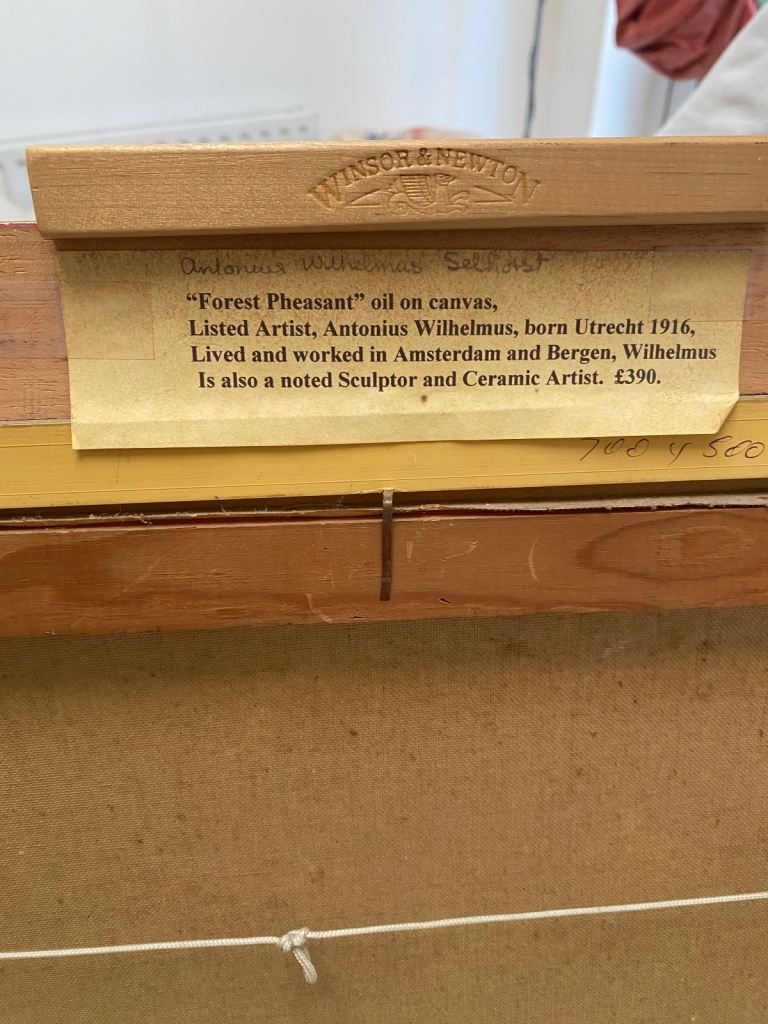 WINSOR & NEWTON
Antonius Wilhelmus Selhorst
“Forest Pheasant” oil on canvas,
Listed Artist, Antonius Wilhelmus, born Utrecht 1916,
Lived and worked in Amsterdam and Bergen, Wilhelmus
Is also a noted Sculptor and Ceramic Artist. £390.
700 x 500